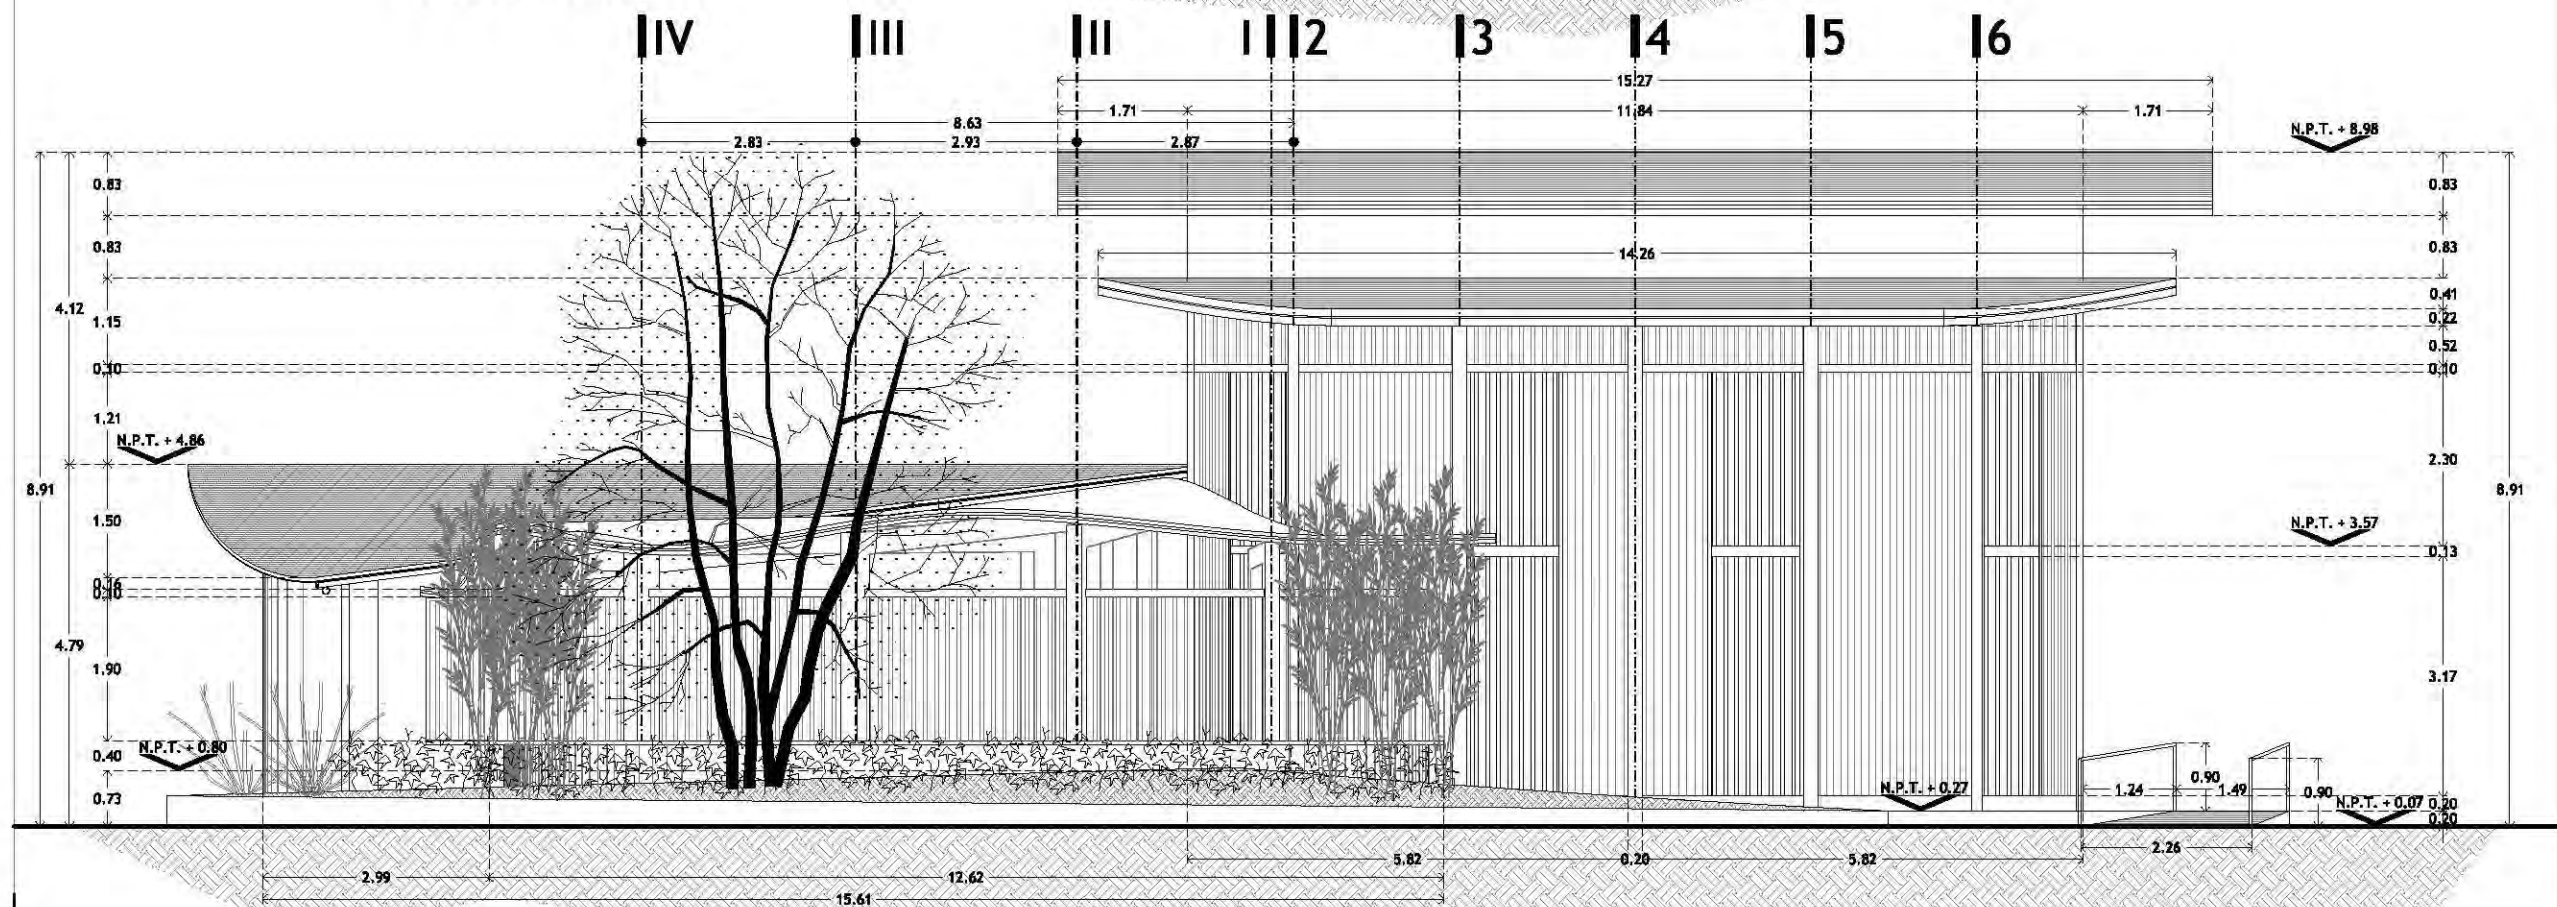 IV III II I 2 3 4 5 6
15.27
1.71 11.84 1.71
8.63
2.83 2.93 2.87
N.P.T. + 8.98
0.83 0.83
0.83 0.83
14.26
4.12 1.15 0.41
0.22
0.52
0.10 0.10
1.21
N.P.T. + 4.86
2.30
8.91 8.91
1.50
N.P.T. + 3.57
0.13
0.16
0.10
4.79
1.90 3.17
N.P.T. + 0.80
0.40
0.90
N.P.T. + 0.27
1.24 1.49 0.90
0.73
N.P.T. + 0.07 0.20
0.20
2.26
5.82 0.20 5.82
2.99 12.62
15.61